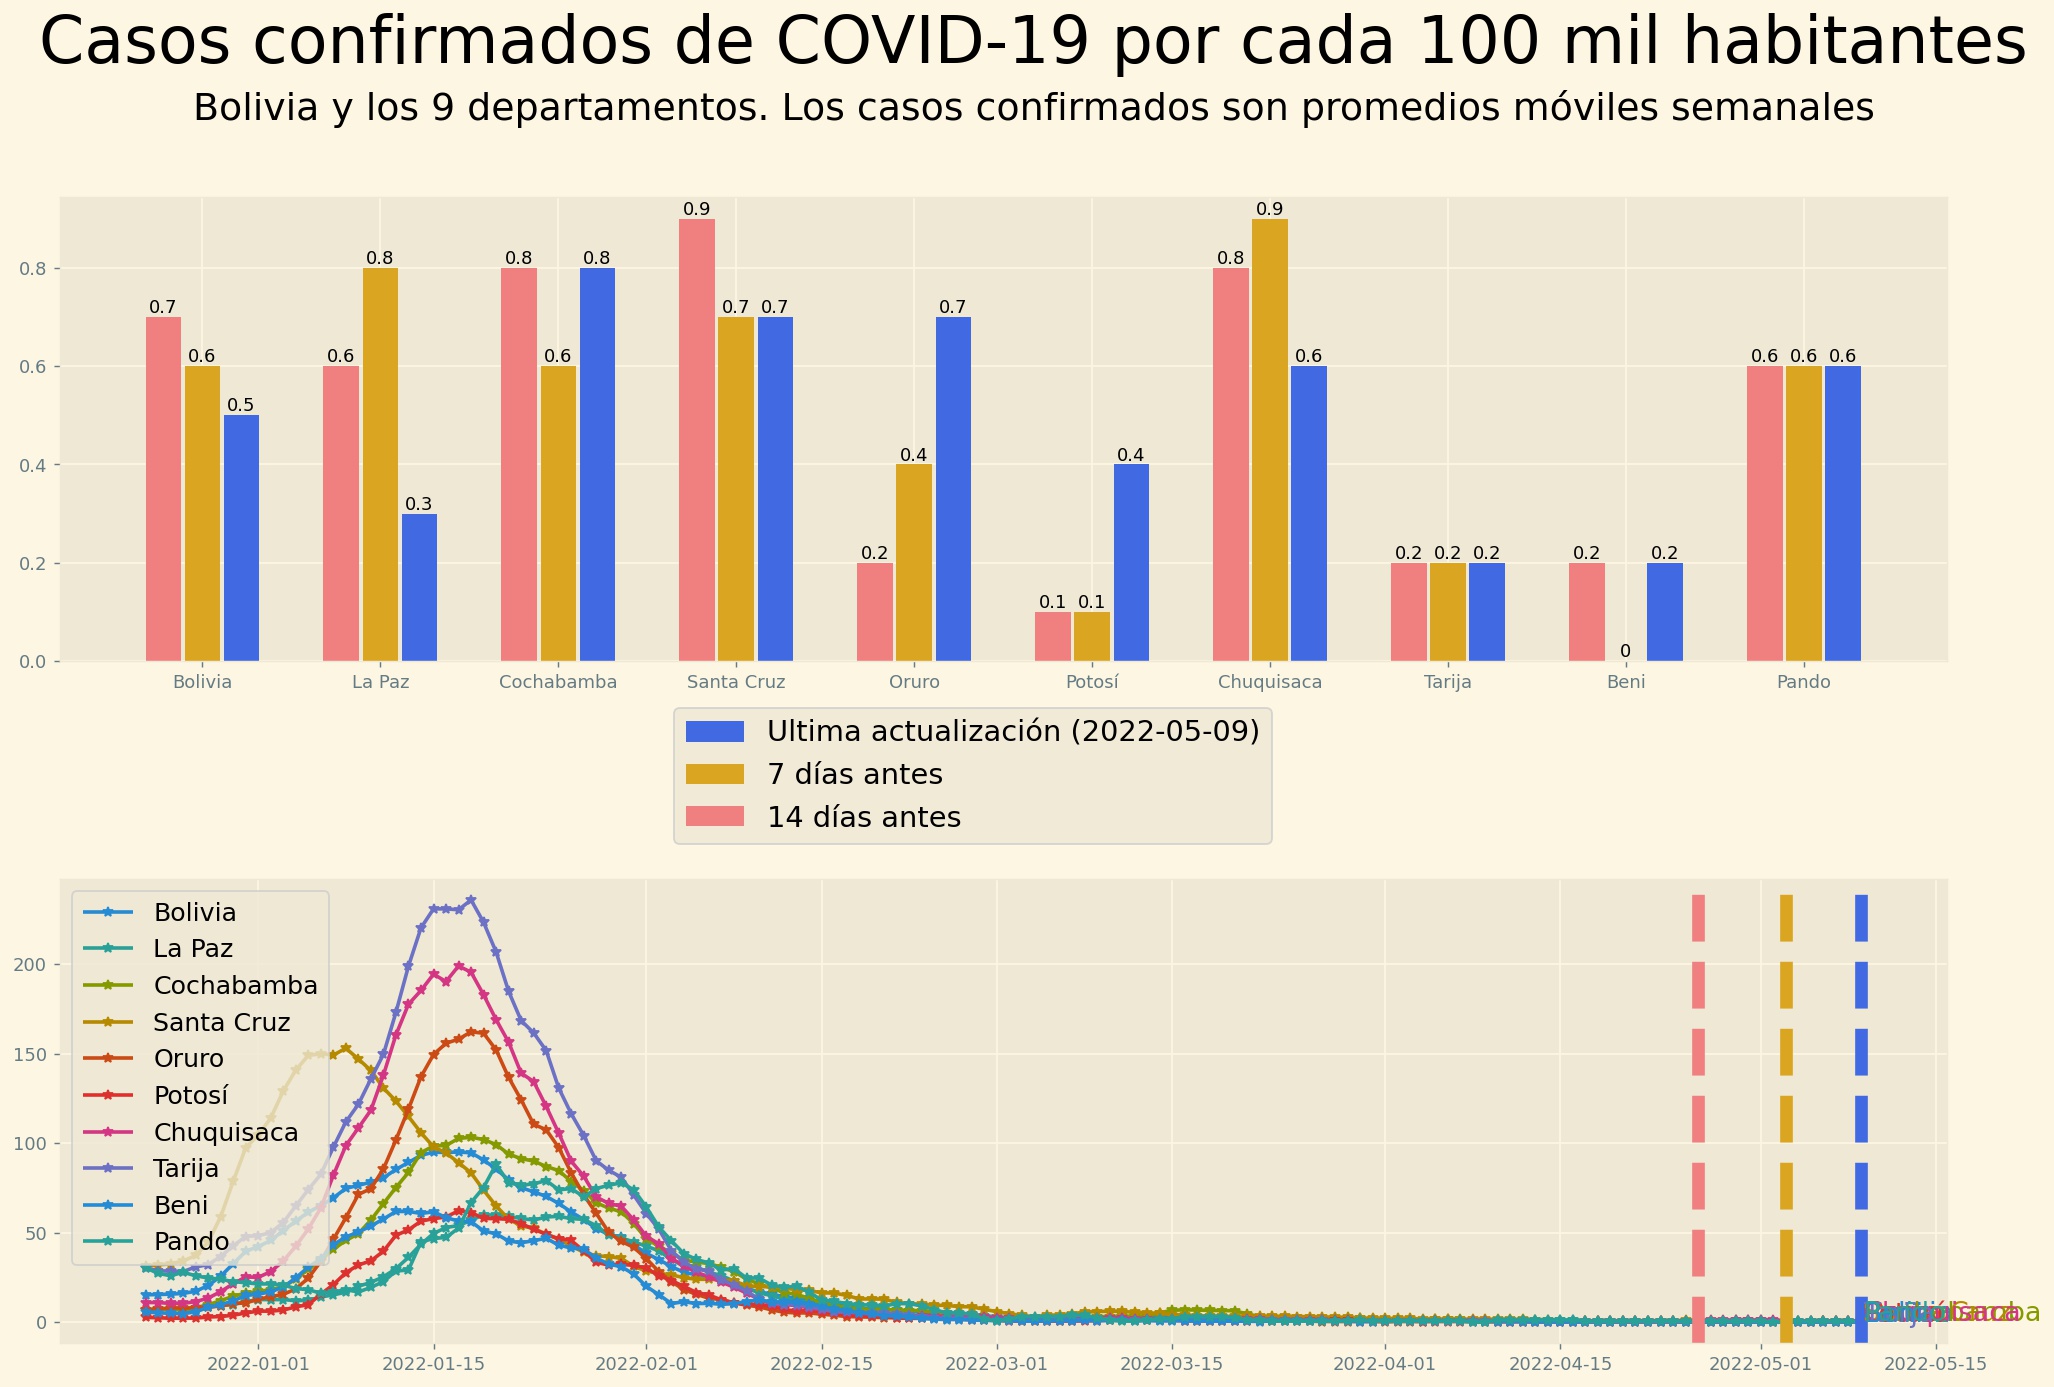 Casos confirmados de COVID-19 por cada 100 mil habitantes
Bolivia y los 9 departamentos. Los casos confirmados son promedios móviles semanales
0.8
0.6
0.4
0.2
0.0
0.7 0.6 0.5
0.6 0.8 0.3
0.8 0.6 0.8
0.9 0.7 0.7
0.2 0.4 0.7
0.1 0.1 0.4
0.8 0.9 0.6
0.2 0.2 0.2
0.2 0 0.2
0.6 0.6 0.6
Bolivia La Paz Cochabamba Santa Cruz Oruro Potosí Chuquisaca Tarija Beni Pando
Ultima actualización (2022-05-09)
7 días antes
14 días antes
200
150
100
50
0
Bolivia
La Paz
Cochabamba
Santa Cruz
Oruro
Potosí
Chuquisaca
Tarija
Beni
Pando
2022-01-01 2022-01-15 2022-02-01 2022-02-15 2022-03-01 2022-03-15 2022-04-01 2022-04-15 2022-05-01 2022-05-15